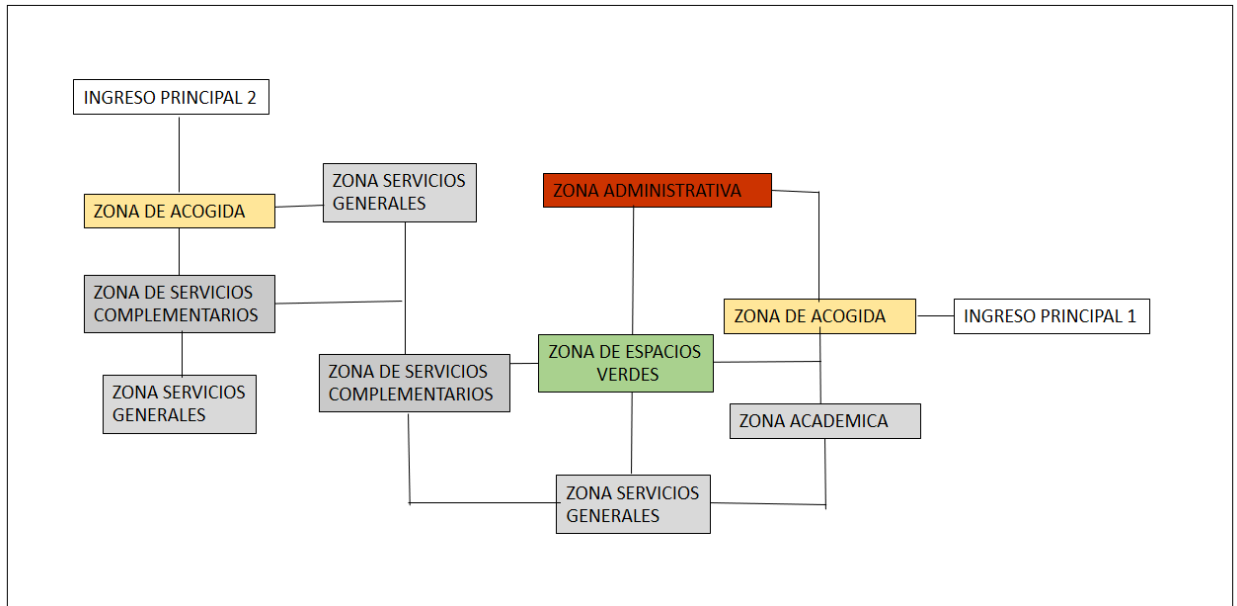 INGRESO PRINCIPAL 2
ZONA SERVICIOS
GENERALES
ZONA ADMINISTRATIVA
ZONA DE ACOGIDA
ZONA DE SERVICIOS
COMPLEMENTARIOS
ZONA DE ACOGIDA
INGRESO PRINCIPAL 1
ZONA DE ESPACIOS
VERDES
ZONA DE SERVICIOS
COMPLEMENTARIOS
ZONA SERVICIOS
GENERALES
ZONA ACADEMICA
ZONA SERVICIOS
GENERALES